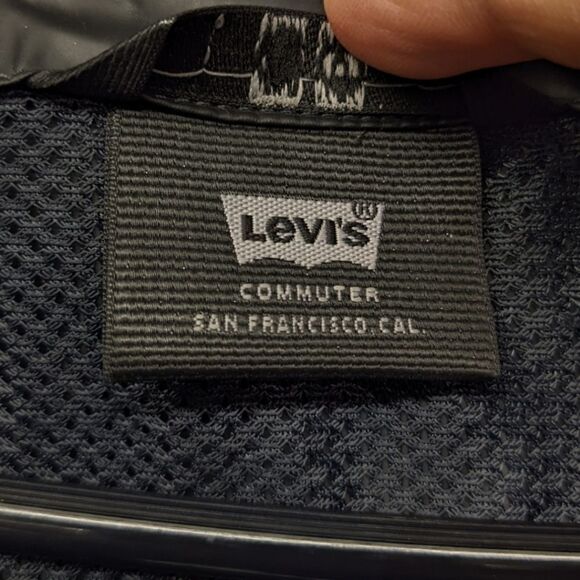 Levi's ®
COMMUTER
SAN FRANCISCO, CAL.